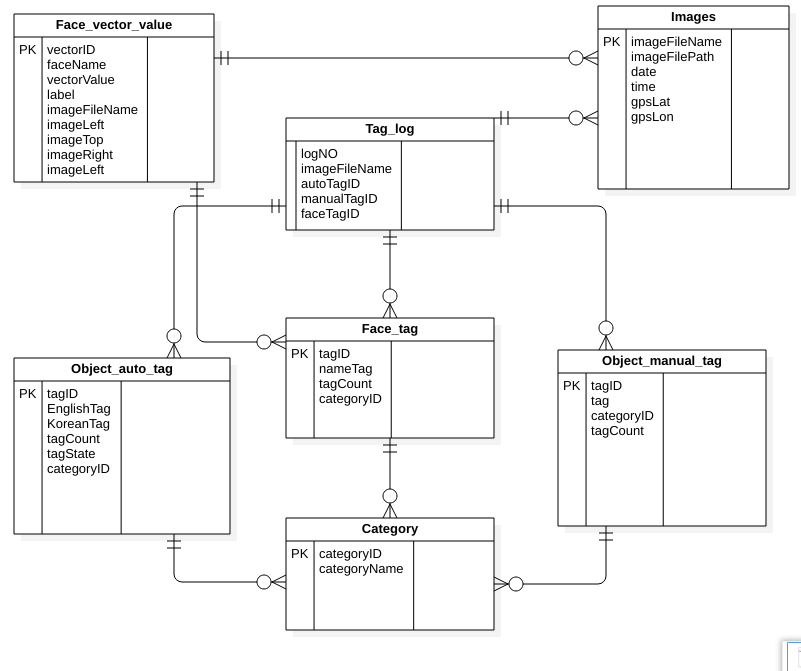 Face_vector_value
PK
vectorID
faceName
vectorValue
label
imageFileName
imageLeft
imageTop
imageRight
imageLeft
Images
PK
imageFileName
imageFilePath
date
time
gpsLat
gpsLon
Tag_log
logNO
imageFileName
autoTagID
manualTagID
faceTagID
Face_tag
PK
tagID
nameTag
tagCount
categoryID
Object_auto_tag
PK
tagID
EnglishTag
KoreanTag
tagCount
tagState
categoryID
Object_manual_tag
PK
tagID
tag
categoryID
tagCount
Category
PK
categoryID
categoryName